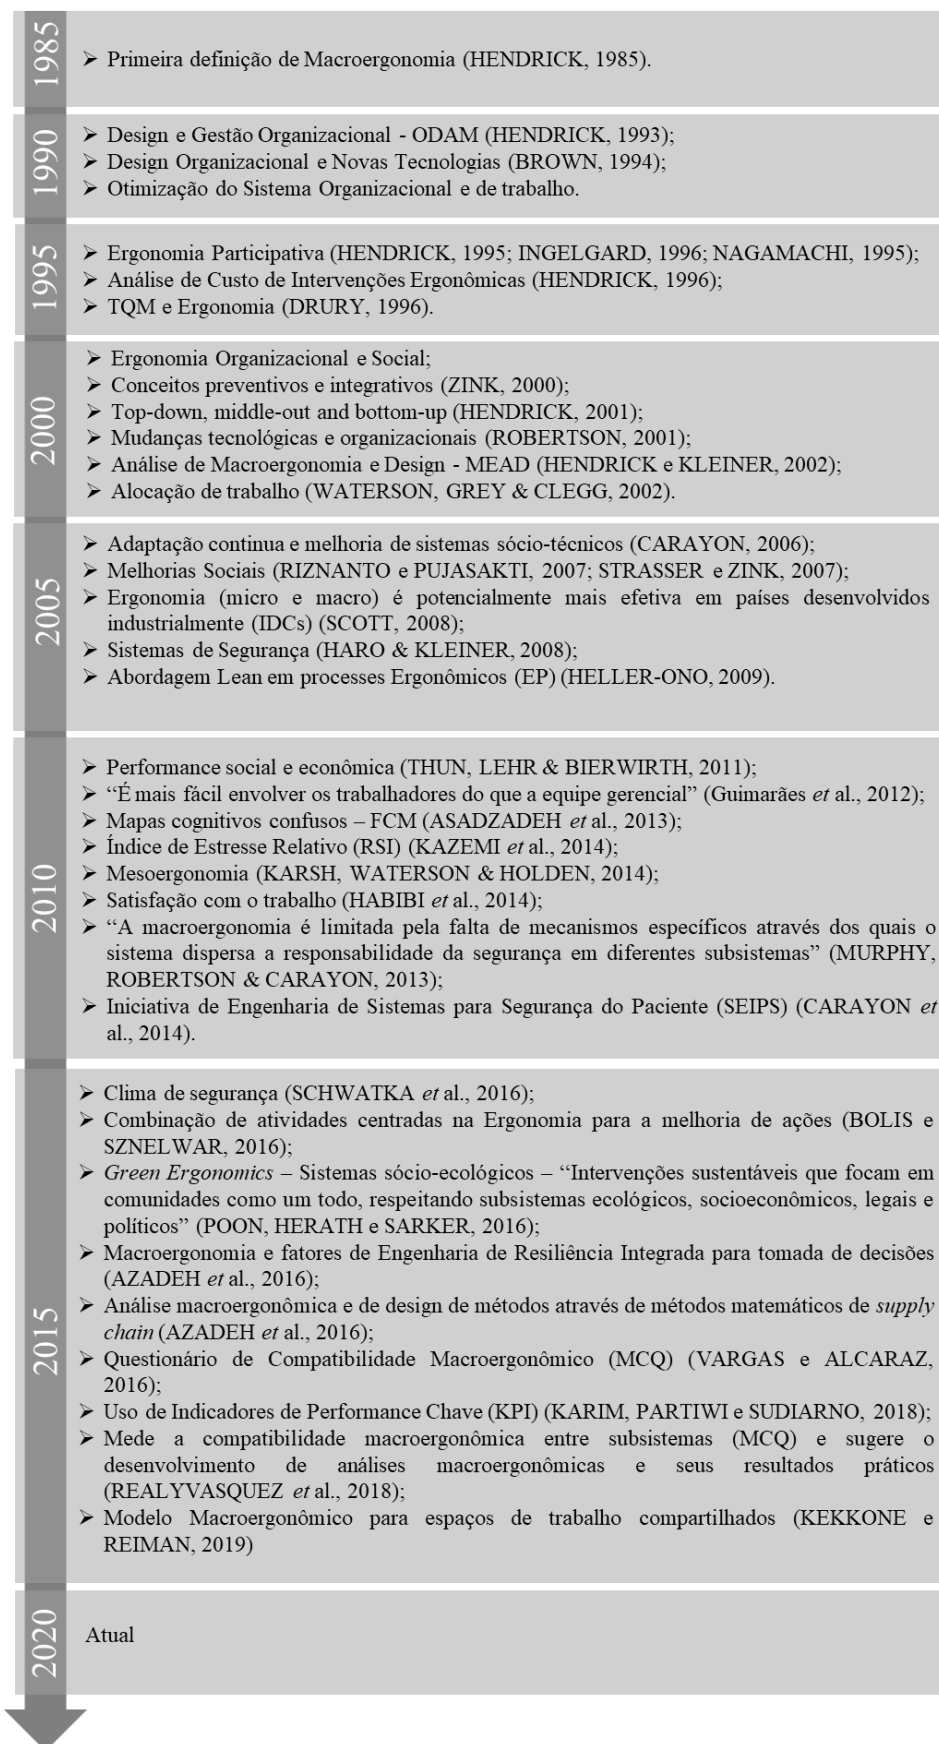 1985
➢ Primeira definição de Macroergonomia (HENDRICK, 1985).
1990
➢ Design e Gestão Organizacional - ODAM (HENDRICK, 1993);
➢ Design Organizacional e Novas Tecnologias (BROWN, 1994);
➢ Otimização do Sistema Organizacional e de trabalho.
1995
➢ Ergonomia Participativa (HENDRICK, 1995; INGELGARD, 1996; NAGAMACHI, 1995);
➢ Análise de Custo de Intervenções Ergonômicas (HENDRICK, 1996);
➢ TQM e Ergonomia (DRURY, 1996).
2000
➢ Ergonomia Organizacional e Social;
➢ Conceitos preventivos e integrativos (ZINK, 2000);
➢ Top-down, middle-out and bottom-up (HENDRICK, 2001);
➢ Mudanças tecnológicas e organizacionais (ROBERTSON, 2001);
➢ Análise de Macroergonomia e Design - MEAD (HENDRICK e KLEINER, 2002);
➢ Alocação de trabalho (WATERSON, GREY & CLEGG, 2002).
2005
➢ Adaptação continua e melhoria de sistemas sócio-técnicos (CARAYON, 2006);
➢ Melhorias Sociais (RIZNANTO e PUJASAKTI, 2007; STRASSER e ZINK, 2007);
➢ Ergonomia (micro e macro) é potencialmente mais efetiva em países desenvolvidos
industrialmente (IDCs) (SCOTT, 2008);
➢ Sistemas de Segurança (HARO & KLEINER, 2008);
➢ Abordagem Lean em processes Ergonômicos (EP) (HELLER-ONO, 2009).
2010
➢ Performance social e econômica (THUN, LEHR & BIERWIRTH, 2011);
➢ “É mais fácil envolver os trabalhadores do que a equipe gerencial” (Guimarães et al., 2012);
➢ Mapas cognitivos confusos – FCM (ASADZADEH et al., 2013);
➢ Índice de Estresse Relativo (RSI) (KAZEMI et al., 2014);
➢ Mesoergonomia (KARSH, WATERSON & HOLDEN, 2014);
➢ Satisfação com o trabalho (HABIBI et al., 2014);
➢ “A macroergonomia é limitada pela falta de mecanismos específicos através dos quais o
sistema dispersa a responsabilidade da segurança em diferentes subsistemas” (MURPHY,
ROBERTSON & CARAYON, 2013);
➢ Iniciativa de Engenharia de Sistemas para Segurança do Paciente (SEIPS) (CARAYON et
al., 2014).
2015
➢ Clima de segurança (SCHWATKA et al., 2016);
➢ Combinação de atividades centradas na Ergonomia para a melhoria de ações (BOLIS e
SZNELWAR, 2016);
➢ Green Ergonomics – Sistemas sócio-ecológicos – “Intervenções sustentáveis que focam em
comunidades como um todo, respeitando subsistemas ecológicos, socioeconômicos, legais e
políticos” (POON, HERATH e SARKER, 2016);
➢ Macroergonomia e fatores de Engenharia de Resiliência Integrada para tomada de decisões
(AZADEH et al., 2016);
➢ Análise macroergonômica e de design de métodos através de métodos matemáticos de supply
chain (AZADEH et al., 2016);
➢ Questionário de Compatibilidade Macroergonômico (MCQ) (VARGAS e ALCARAZ,
2016);
➢ Uso de Indicadores de Performance Chave (KPI) (KARIM, PARTIWI e SUDIARNO, 2018);
➢ Mede a compatibilidade macroergonômica entre subsistemas (MCQ) e sugere o
desenvolvimento de análises macroergonômicas e seus resultados práticos
(REALYVASQUEZ et al., 2018);
➢ Modelo Macroergonômico para espaços de trabalho compartilhados (KEKKONE e
REIMAN, 2019)
2020
Atual